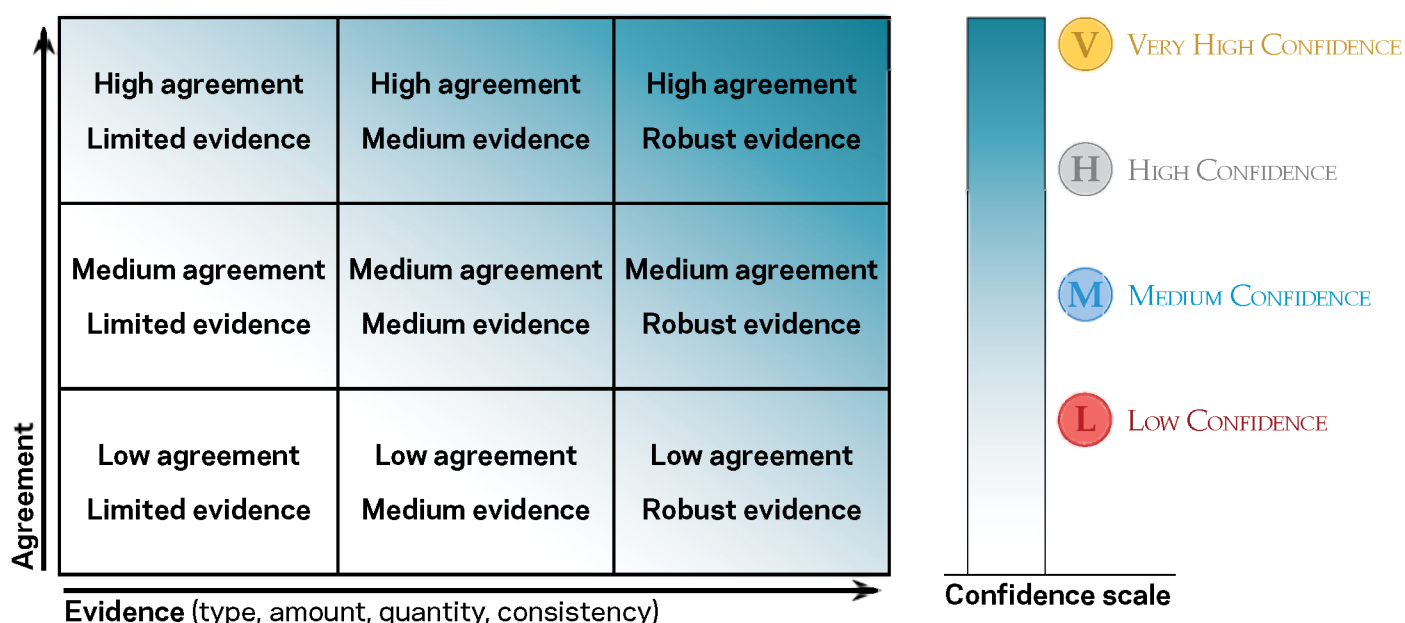 High agreement
Limited evidence
High agreement
Medium evidence
High agreement
Robust evidence
Medium agreement
Limited evidence
Medium agreement
Medium evidence
Medium agreement
Robust evidence
Low agreement
Limited evidence
Low agreement
Medium evidence
Low agreement
Robust evidence
Agreement
Evidence (type, amount, quantity, consistency)
V Very High Confidence
H High Confidence
M Medium Confidence
L Low Confidence
Confidence scale